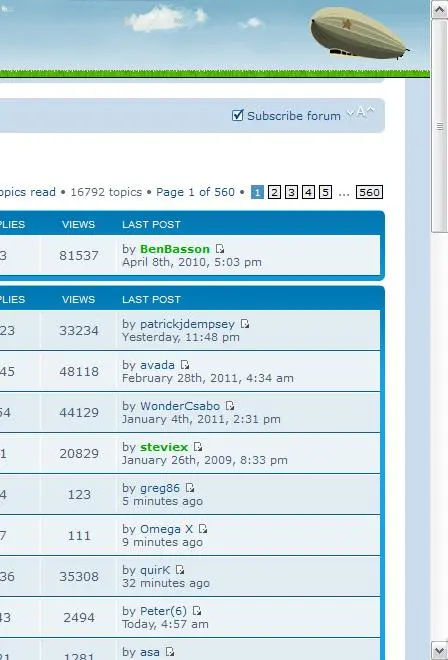 Subscribe forum A
opics read • 16792 topics • Page 1 of 560 • 1 2 3 4 5 ... 560
PLIES VIEWS LAST POST
3 81537 by BenBasson
April 8th, 2010, 5:03 pm
PLIES VIEWS LAST POST
23 33234 by patrickjdempsey
Yesterday, 11:48 pm
45 48118 by avada
February 28th, 2011, 4:34 am
54 44129 by WonderCsabo
January 4th, 2011, 2:31 pm
1 20829 by steviex
January 26th, 2009, 8:33 pm
4 123 by greg86
5 minutes ago
7 111 by Omega X
9 minutes ago
36 35308 by quirK
32 minutes ago
43 2494 by Peter(6)
Today, 4:57 am
21 1281 by asa